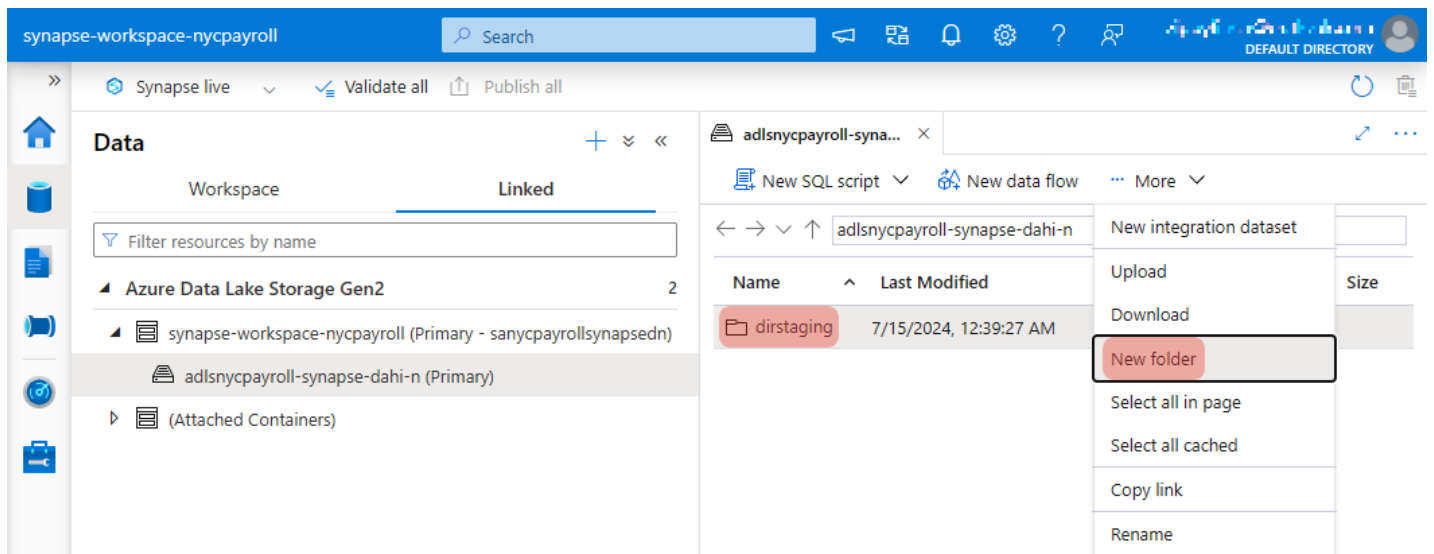 synapse-workspace-nycpayroll
Search
DEFAULT DIRECTORY
Synapse live
Validate all
Publish all
Data
Workspace
Linked
Filter resources by name
Azure Data Lake Storage Gen2
2
synapse-workspace-nycpayroll (Primary - sanycpayrollsynapsedn)
adlsnycpayroll-synapse-dahi-n (Primary)
(Attached Containers)
adlsnycpayroll-syna...
New SQL script
New data flow
More
adlsnycpayroll-synapse-dahi-n
Name
Last Modified
Size
dirstaging
7/15/2024, 12:39:27 AM
New integration dataset
Upload
Download
New folder
Select all in page
Select all cached
Copy link
Rename